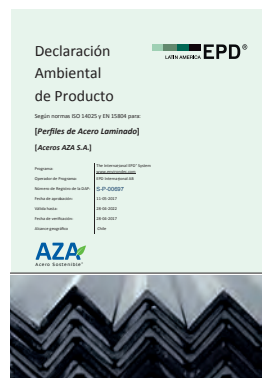 Declaración
Ambiental
de Producto
LATIN AMERICA EPD®
Según normas ISO 14025 y EN 15804 para:
[Perfiles de Acero Laminado]
[Aceros AZA S.A.]
Programa: The International EPD® System
www.environdec.com
Operador de Programa: EPD International AB
Número de Registro de la DAP: S-P-00697
Fecha de aprobación: 11-05-2017
Válido hasta: 28-06-2022
Fecha de verificación: 28-06-2017
Alcance geográfico Chile
AZA
Acero Sostenible®